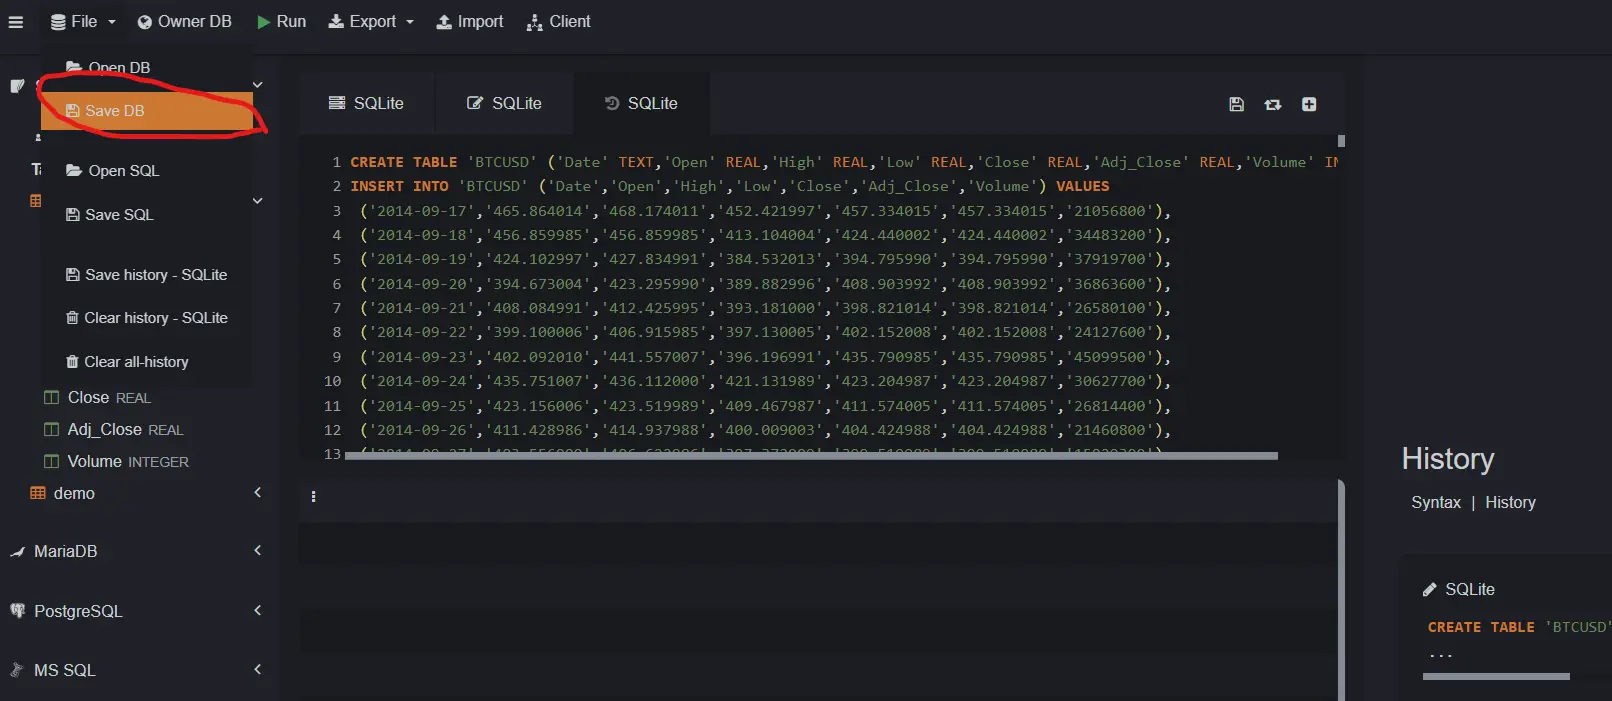 File Owner DB Run Export Import Client
Open DB
Save DB
Open SQL
Save SQL
Save history - SQLite
Clear history - SQLite
Clear all-history
Close REAL
Adj_Close REAL
Volume INTEGER
demo
MariaDB
PostgreSQL
MS SQL
SQLite SQLite SQLite
1 CREATE TABLE 'BTCUSD' ('Date' TEXT,'Open' REAL,'High' REAL,'Low' REAL,'Close' REAL,'Adj_Close' REAL,'Volume' IN
2 INSERT INTO 'BTCUSD' ('Date','Open','High','Low','Close','Adj_Close','Volume') VALUES
3 ('2014-09-17','465.864014','468.174011','452.421997','457.334015','457.334015','21056800'),
4 ('2014-09-18','456.859985','456.859985','413.104004','424.440002','424.440002','34483200'),
5 ('2014-09-19','424.102997','427.834991','384.532013','394.795990','394.795990','37919700'),
6 ('2014-09-20','394.673004','423.295990','389.882996','408.903992','408.903992','36863600'),
7 ('2014-09-21','408.084991','412.425995','393.181000','398.821014','398.821014','26580100'),
8 ('2014-09-22','399.100006','406.915985','397.130005','402.152008','402.152008','24127600'),
9 ('2014-09-23','402.092010','441.557007','396.196991','435.790985','435.790985','45099500'),
10 ('2014-09-24','435.751007','436.112000','421.131989','423.204987','423.204987','30627700'),
11 ('2014-09-25','423.156006','423.519989','409.467987','411.574005','411.574005','26814400'),
12 ('2014-09-26','411.428986','414.937988','400.009003','404.424988','404.424988','21460800'),
13
History
Syntax | History
SQLite
CREATE TABLE 'BTCUSD'
...